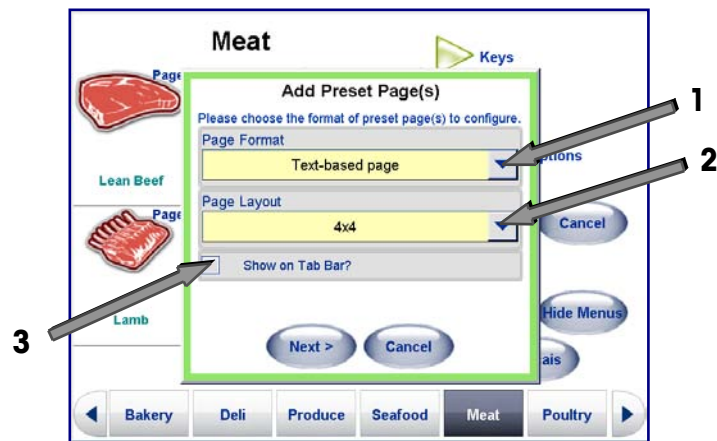 Meat
Keys
Page
Add Preset Page(s)
Please choose the format of preset page(s) to configure.
Page Format
1
Text-based page
2
Lean Beef
Page Layout
Page
4x4
Cancel
Show on Tab Bar?
3
Lamb
Hide Menus
Next >
Cancel
Bakery
Deli
Produce
Seafood
Meat
Poultry